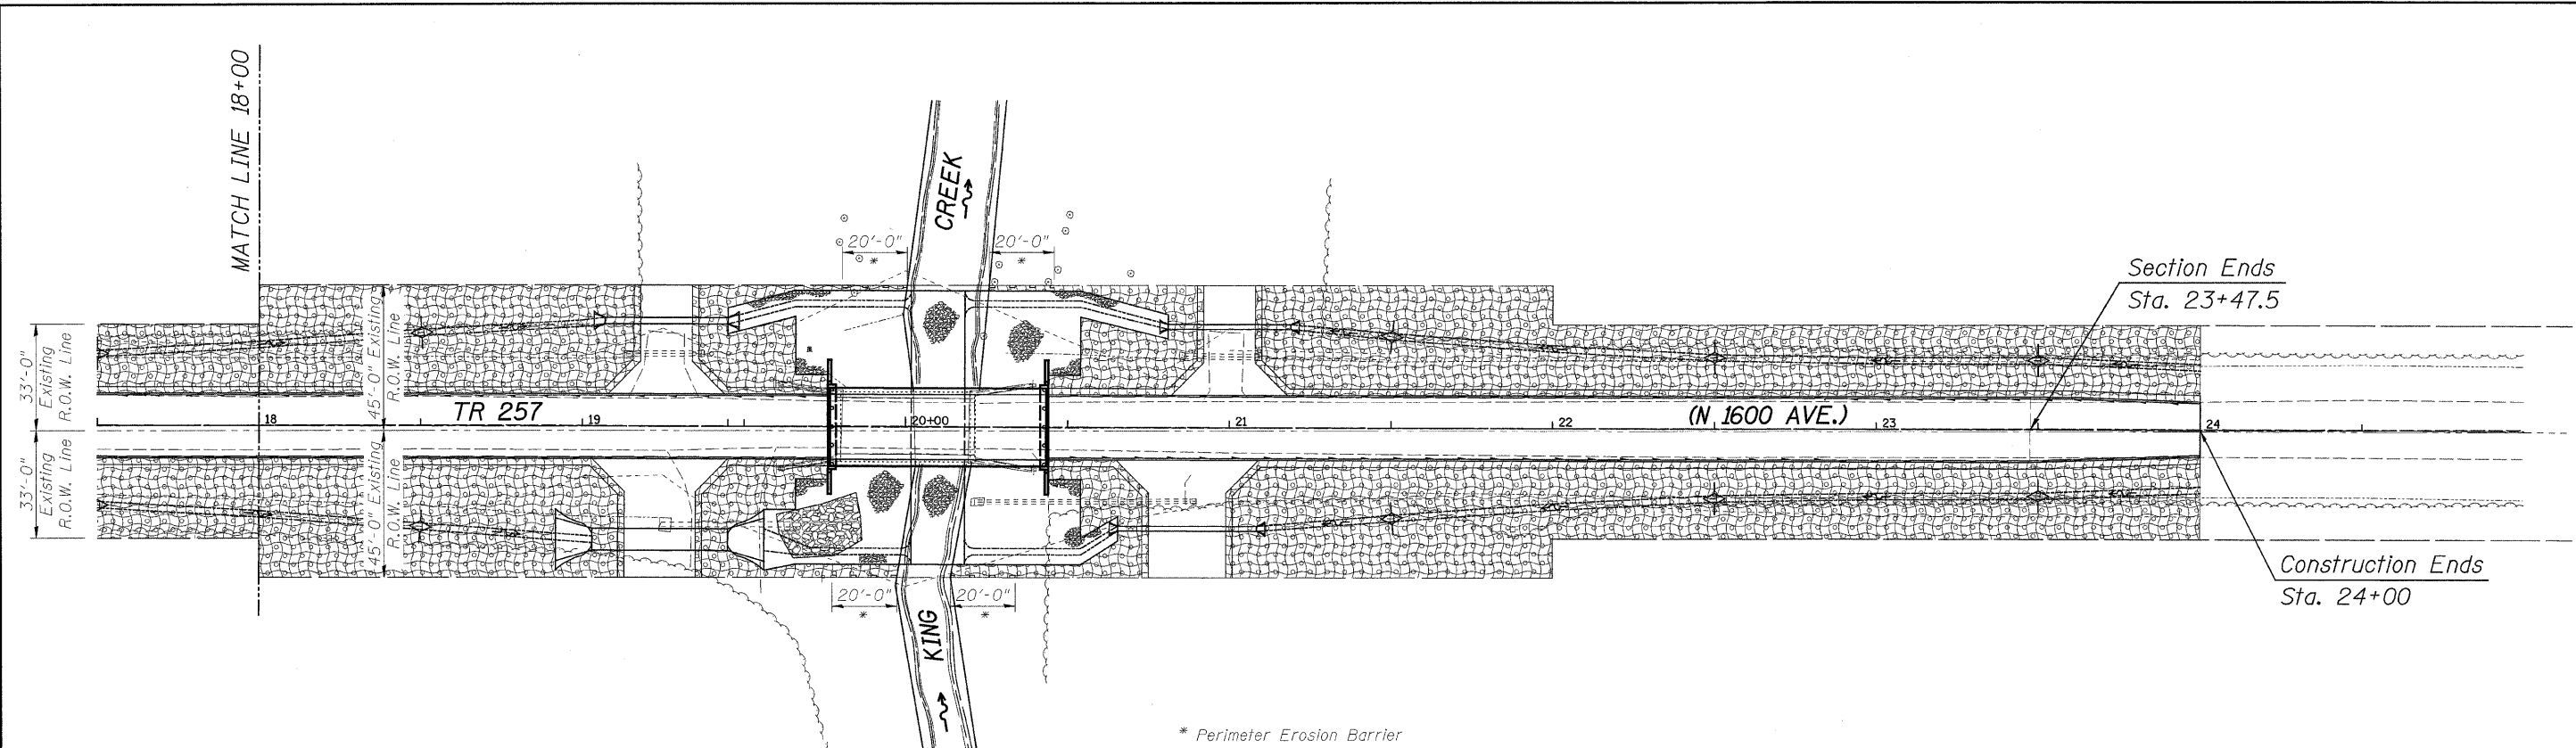 MATCH LINE 18+00
33'-0"
Existing
R.O.W. Line
33'-0"
Existing
R.O.W. Line
45'-0" Existing
R.O.W. Line
45'-0" Existing
R.O.W. Line
CREEK
20'-0"
*
20'-0"
*
Section Ends
Sta. 23+47.5
*
18
TR 257
19
20+00
21
22
(N 1600 AVE.)
23
24
20'-0"
*
20'-0"
*
KING
Construction Ends
Sta. 24+00
* Perimeter Erosion Barrier